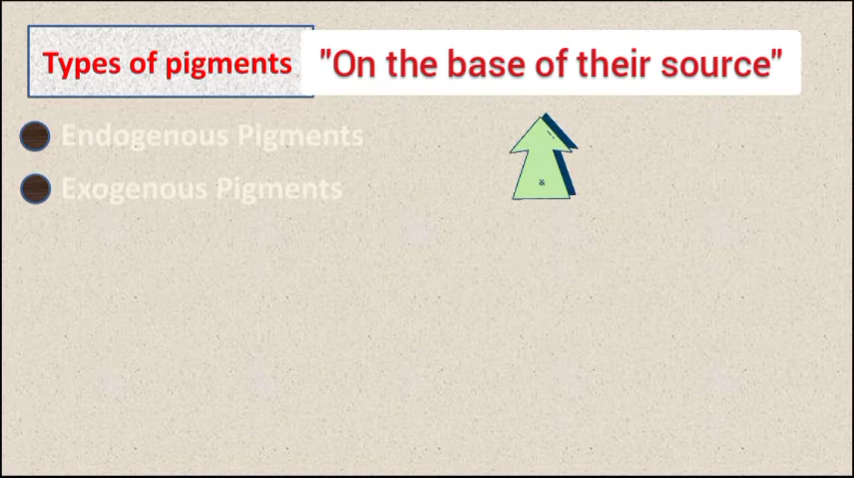 Types of pigments "On the base of their source"
Endogenous Pigments
Exogenous Pigments